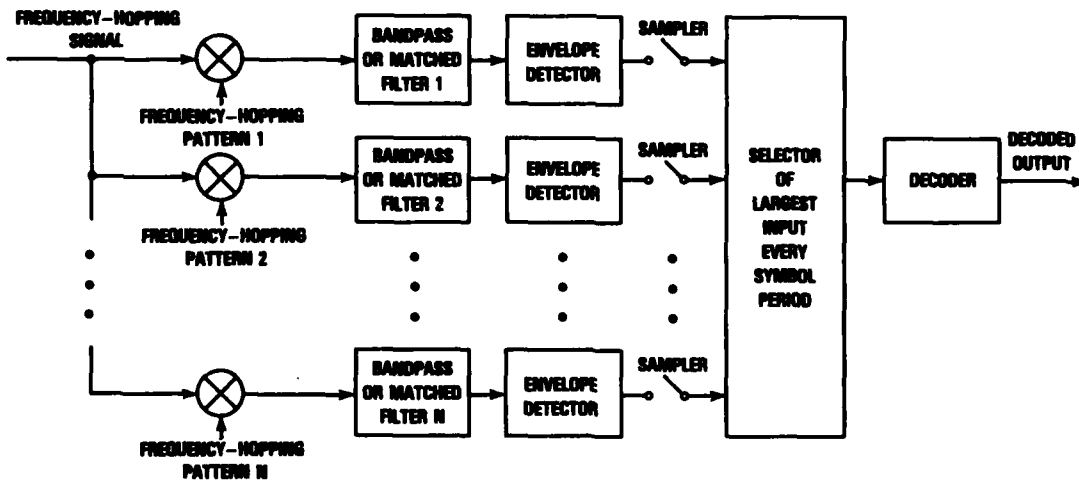 FREQUENCY-HOPPING
SIGNAL
FREQUENCY-HOPPING
PATTERN 1
BANDPASS
OR MATCHED
FILTER 1
ENVELOPE
DETECTOR
SAMPLER
FREQUENCY-HOPPING
PATTERN 2
BANDPASS
OR MATCHED
FILTER 2
ENVELOPE
DETECTOR
SAMPLER
FREQUENCY-HOPPING
PATTERN N
BANDPASS
OR MATCHED
FILTER N
ENVELOPE
DETECTOR
SAMPLER
SELECTOR
OF
LARGEST
INPUT
EVERY
SYMBOL
PERIOD
DECODER
DECODED
OUTPUT